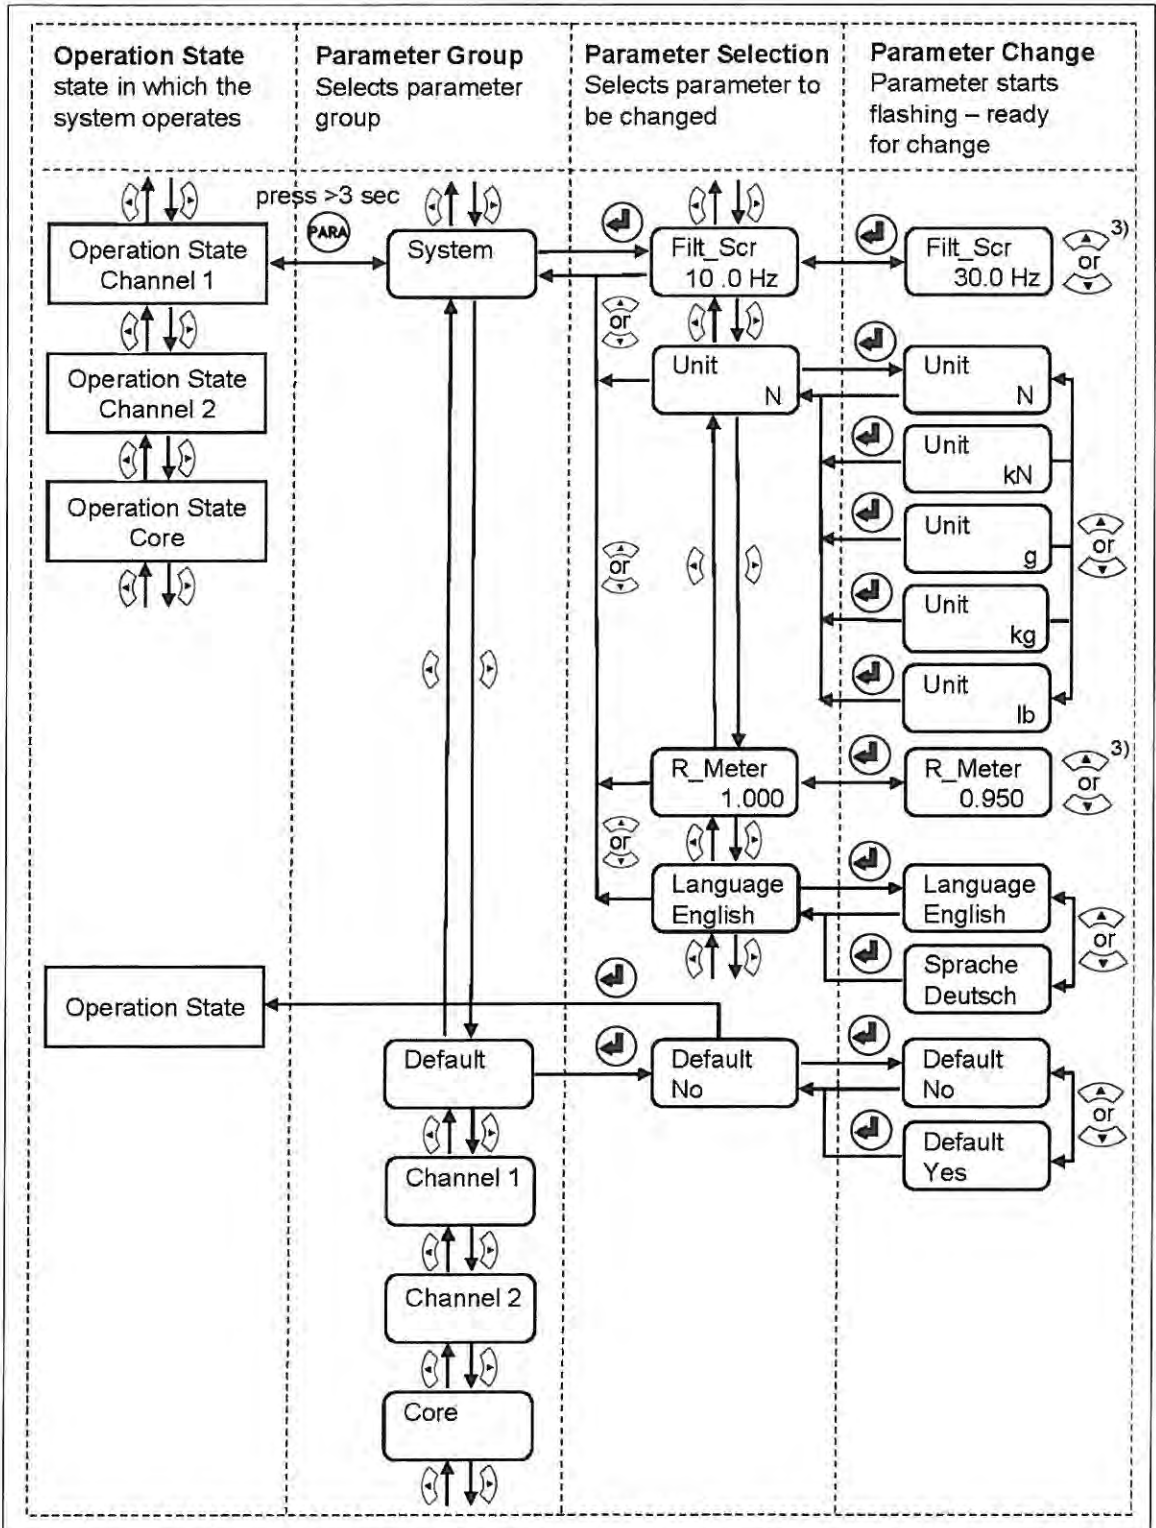 Operation State
state in which the
system operates
Parameter Group
Selects parameter
group
Parameter Selection
Selects parameter to
be changed
Parameter Change
Parameter starts
flashing – ready
for change
press >3 sec
PARA
Operation State
Channel 1
System
Filt_Scr
10 .0 Hz
Filt_Scr
30.0 Hz
or
3)
or
Operation State
Channel 2
Unit
N
Unit
N
Unit
kN
Operation State
Core
Unit
g
or
or
Unit
kg
Unit
lb
R_Meter
1.000
R_Meter
0.950
or
3)
or
Language
English
Language
English
or
Sprache
Deutsch
Operation State
Default
Default
No
Default
No
or
Default
Yes
Channel 1
Channel 2
Core